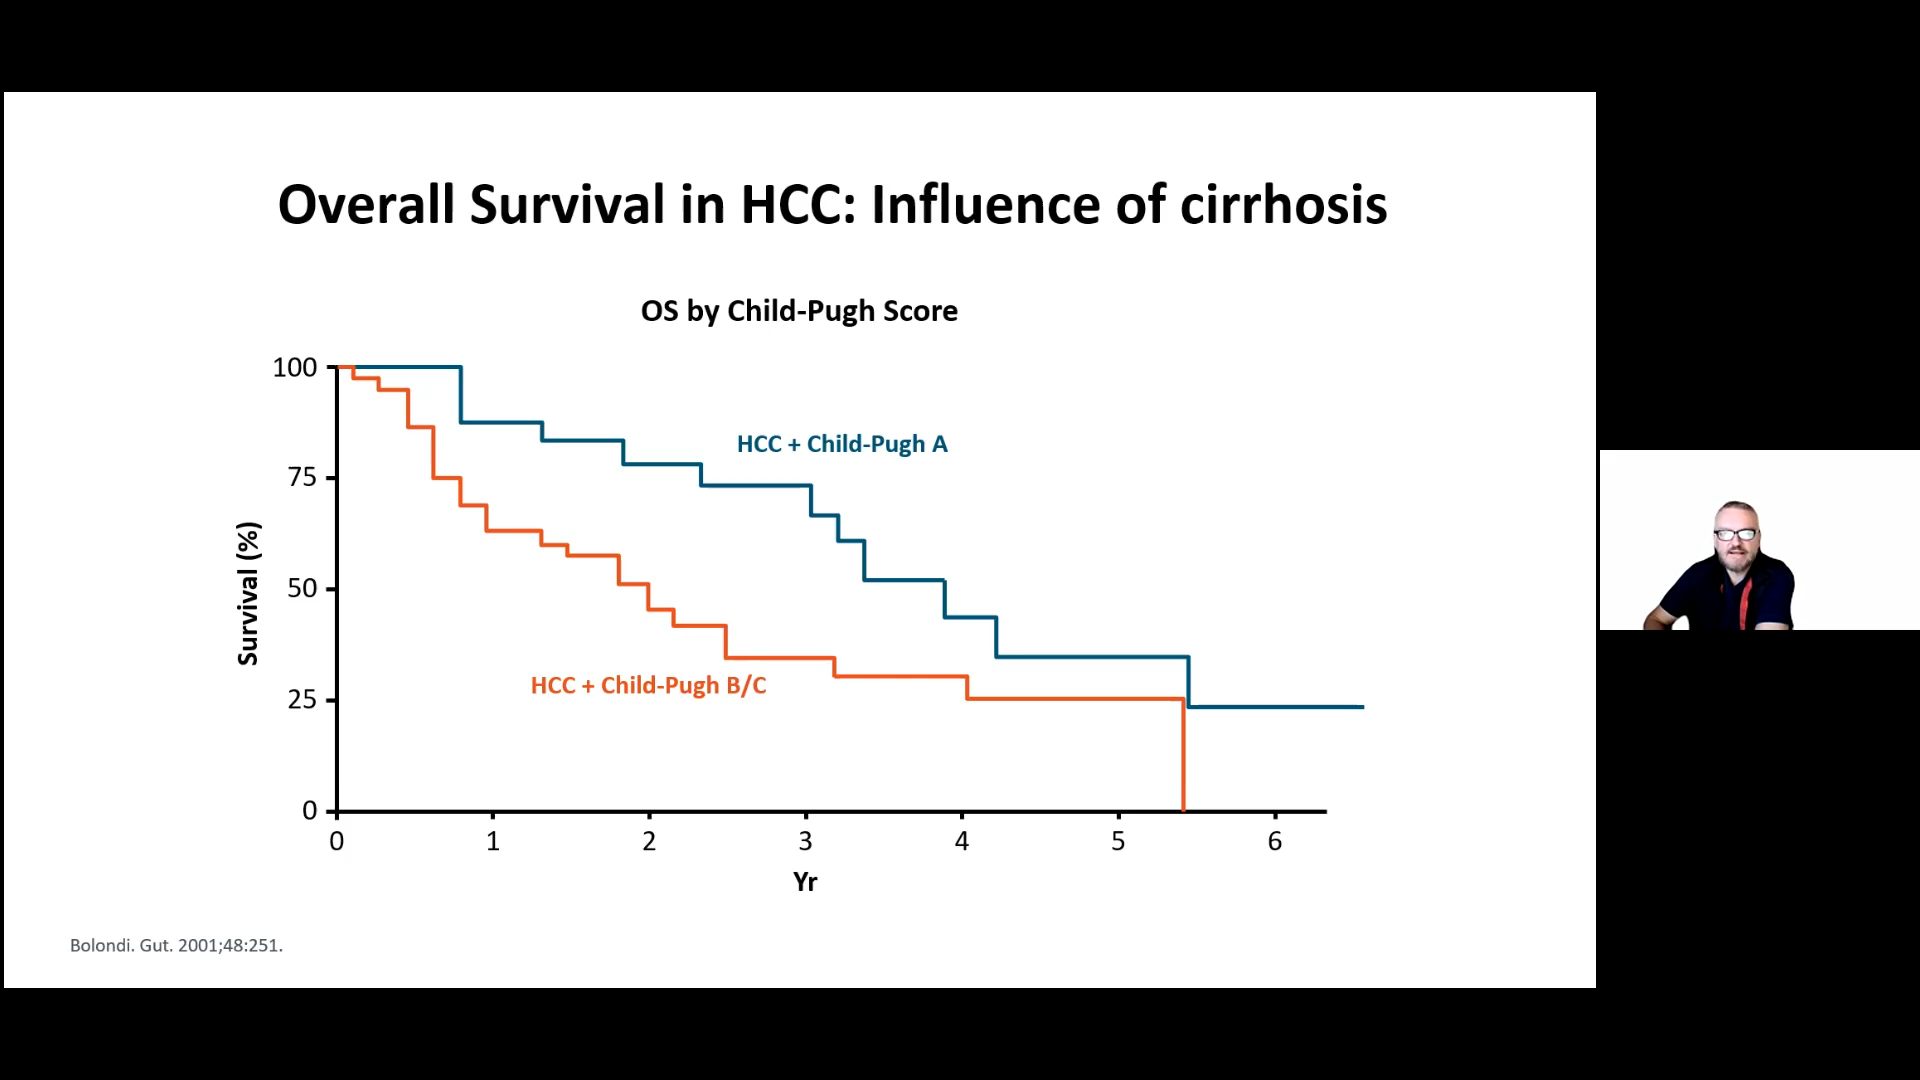 Overall Survival in HCC: Influence of cirrhosis
OS by Child-Pugh Score
100
75
50
25
0
Survival (%)
HCC + Child-Pugh A
HCC + Child-Pugh B/C
0 1 2 3 4 5 6
Yr
Bolondi. Gut. 2001;48:251.